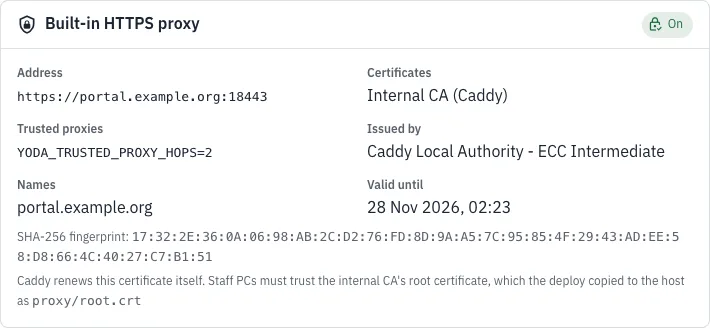 Built-in HTTPS proxy
On
Address
https://portal.example.org:18443
Certificates
Internal CA (Caddy)
Trusted proxies
YODA_TRUSTED_PROXY_HOPS=2
Issued by
Caddy Local Authority - ECC Intermediate
Names
portal.example.org
Valid until
28 Nov 2026, 02:23
SHA-256 fingerprint: 17:32:2E:36:0A:06:98:AB:2C:D2:76:FD:8D:9A:A5:7C:95:85:4F:29:43:AD:EE:5
8:D8:66:4C:40:27:C7:B1:51
Caddy renews this certificate itself. Staff PCs must trust the internal CA's root certificate, which the deploy copied to the host
as proxy/root.crt